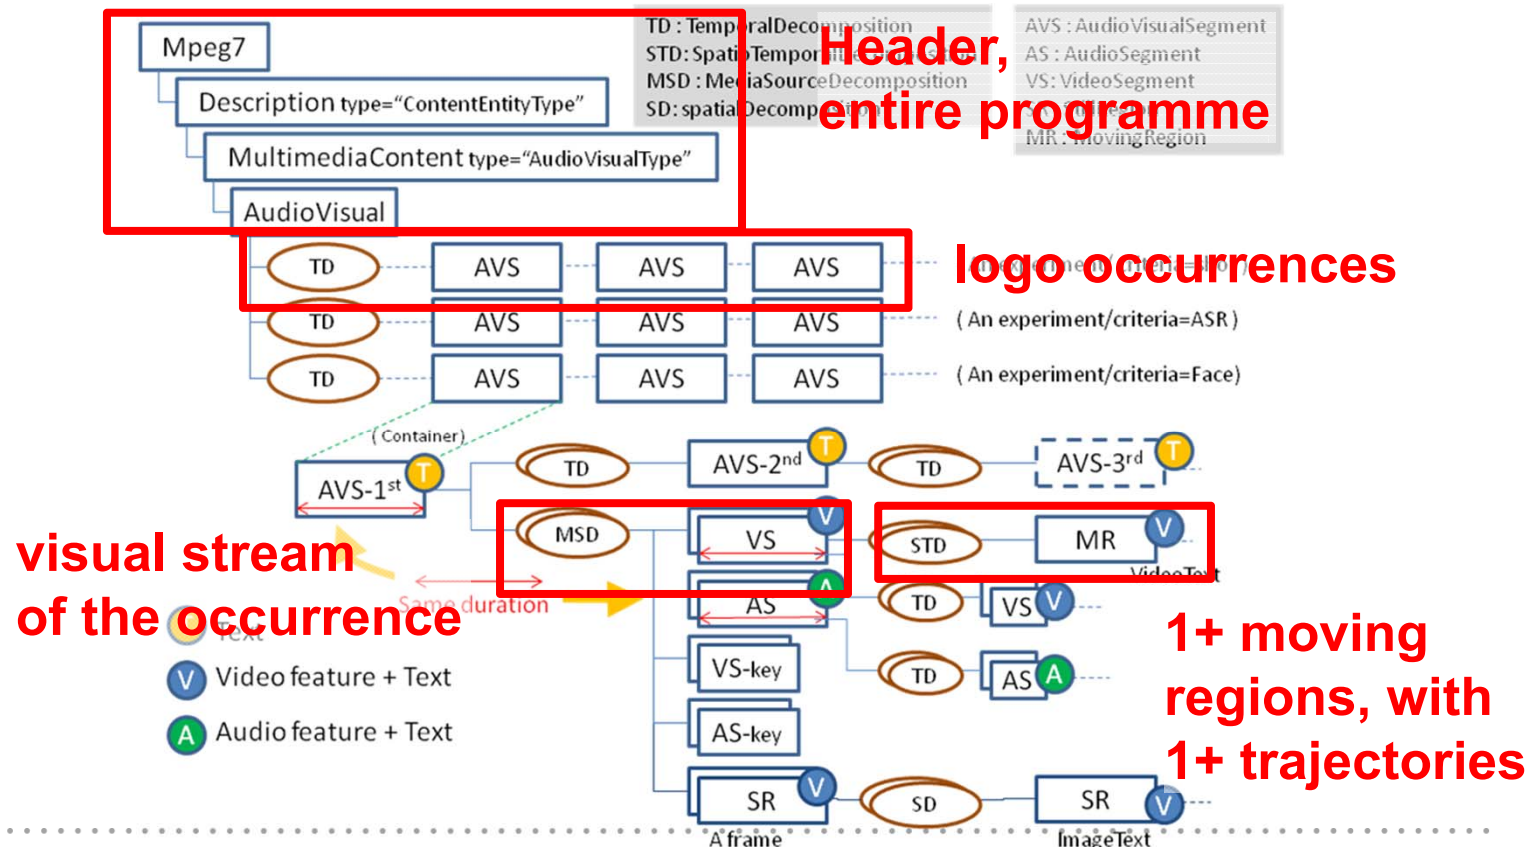 Mpeg7
Description type="ContentEntityType"
MultimediaContent type="AudioVisualType"
AudioVisual
TD : TemporalDecomposition
STD: SpatioTemporalDecomposition
MSD : MediaSourceDecomposition
SD: spatialDecomposition
AVS : AudioVisualSegment
AS : AudioSegment
VS: VideoSegment
MR : MovingRegion
Header,
entire programme
TD AVS AVS AVS
logo occurrences
TD AVS AVS AVS ( An experiment/criteria=ASR )
TD AVS AVS AVS ( An experiment/criteria=Face)
( Container)
AVS-1st T TD AVS-2nd T TD AVS-3rd T
MSD VS V STD MR V
VideoText
visual stream
of the occurrence
Same duration
AS A TD VS V
TD AS A
VS-key
AS-key
SR V SD SR V
A frame
ImageText
Text
V Video feature + Text
A Audio feature + Text
1+ moving
regions, with
1+ trajectories